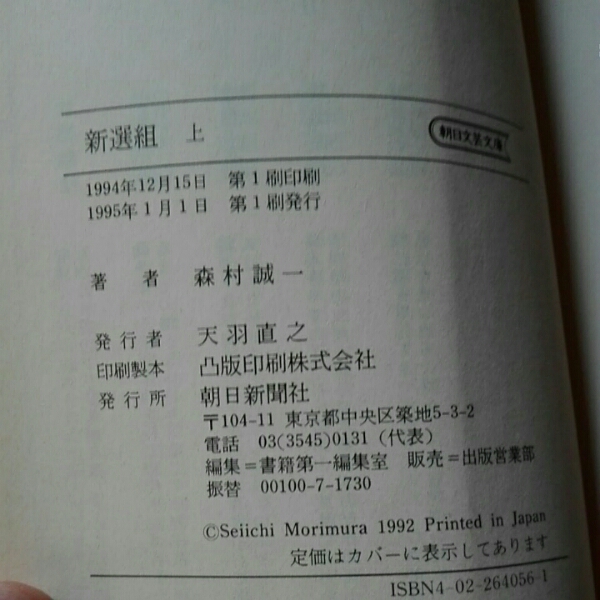 新選組 上
朝日文芸文庫
1994年12月15日 第1刷印刷
1995年1月1日 第1刷発行
著者 森村誠一
発行者 天羽直之
印刷製本 凸版印刷株式会社
発行所 朝日新聞社
〒104-11 東京都中央区築地5-3-2
電話 03(3545)0131(代表)
編集=書籍第一編集室 販売=出版営業部
振替 00100-7-1730
©Seiichi Morimura 1992 Printed in Japan
定価はカバーに表示してあります
ISBN4-02-264056-1